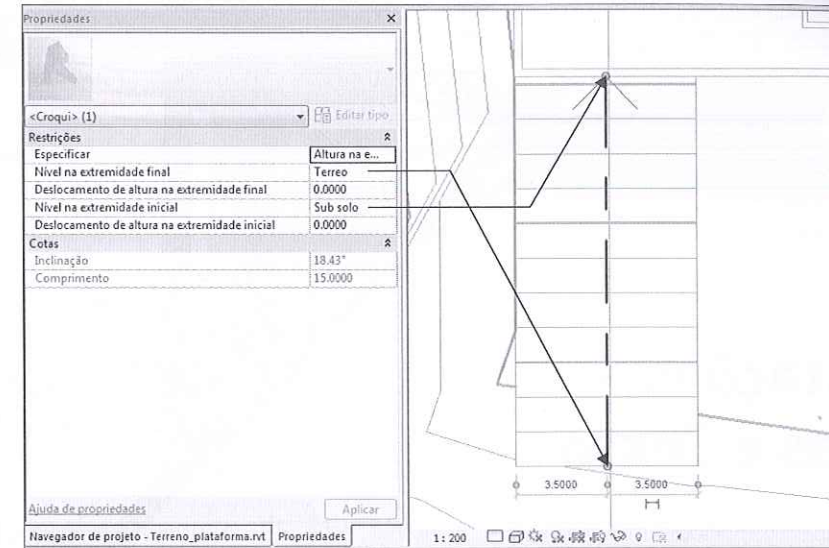 Propriedades
<Croqui> (1)
Editar tipo
Restrições
Especificar Altura na e...
Nível na extremidade final Terreo
Deslocamento de altura na extremidade final 0.0000
Nível na extremidade inicial Sub solo
Deslocamento de altura na extremidade inicial 0.0000
Cotas
Inclinação 18.43°
Comprimento 15.0000
Ajuda de propriedades
Aplicar
Navegador de projeto - Terreno_plataforma.rvt
Propriedades
3.5000
3.5000
1 : 200